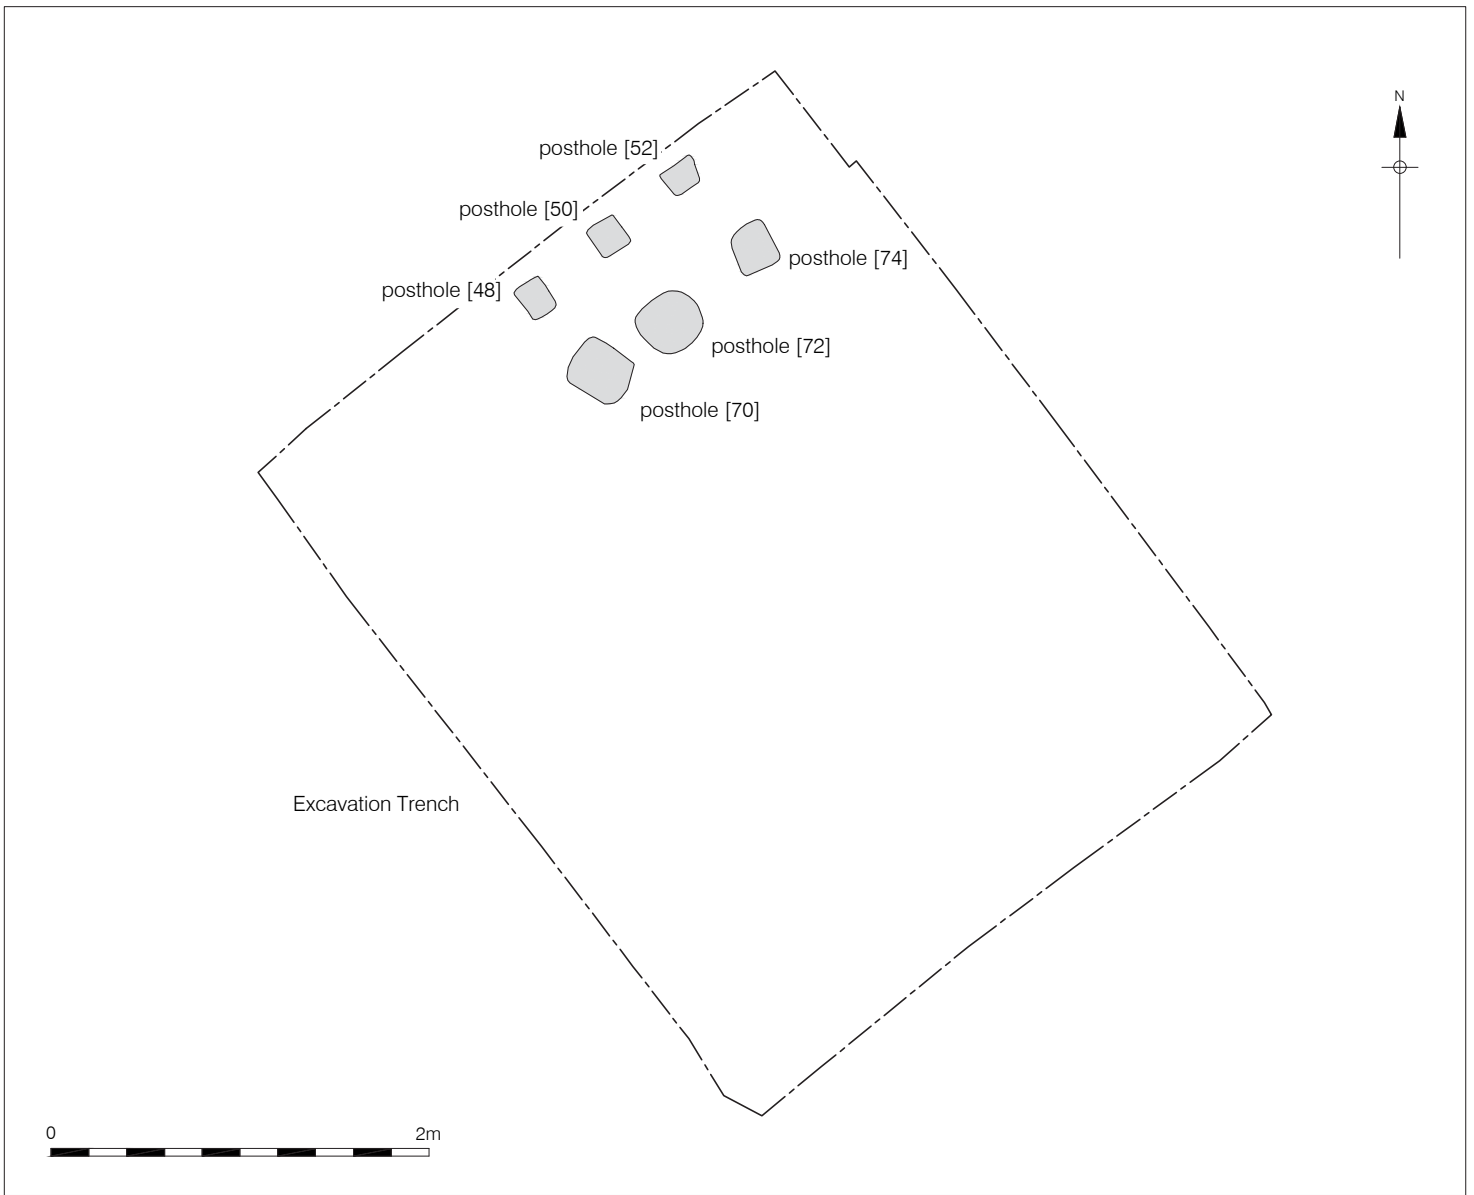 N
posthole [52]
posthole [50]
posthole [74]
posthole [48]
posthole [72]
posthole [70]
Excavation Trench
0
2m